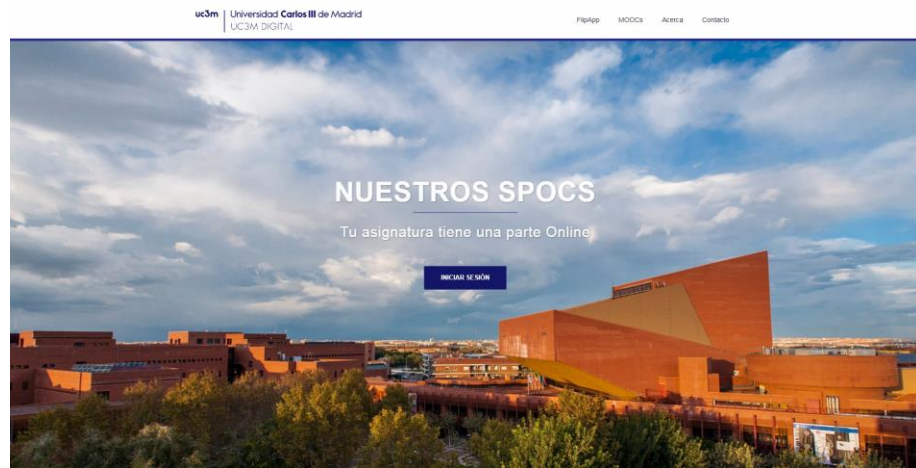 uc3m Universidad Carlos III de Madrid
UC3M DIGITAL
FlipApp MOOCs Acerca Contacto
NUESTROS SPOCS
Tu asignatura tiene una parte Online
INICIAR SESIÓN